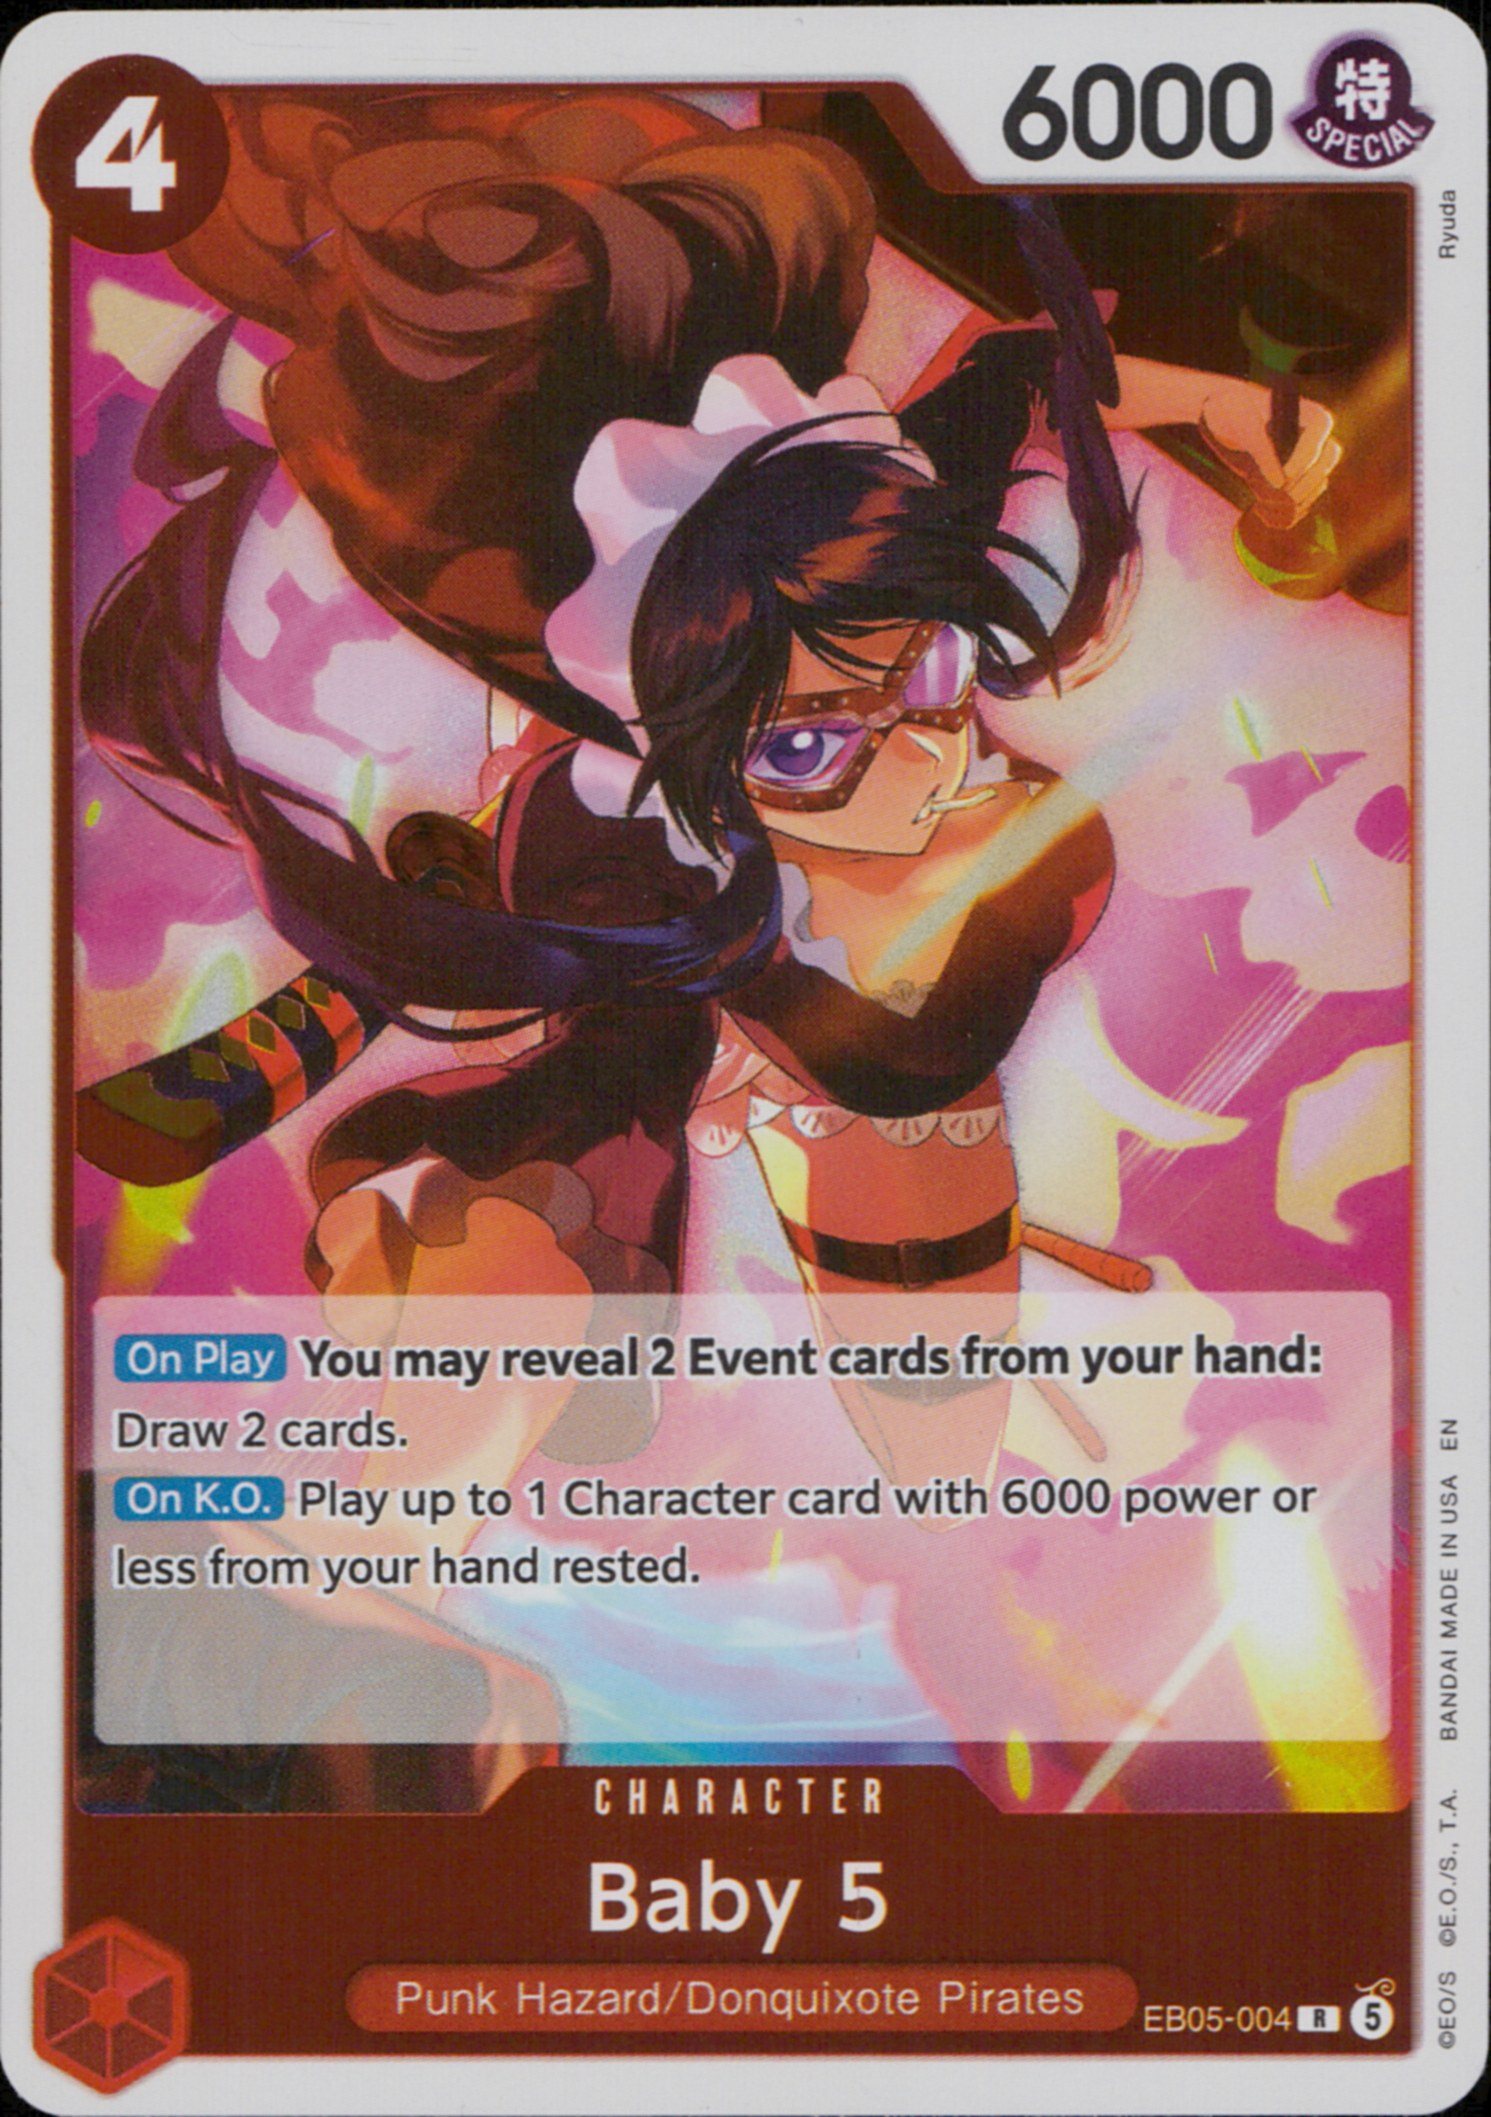 4
6000
特
SPECIAL
Ryuda
On Play You may reveal 2 Event cards from your hand:
Draw 2 cards.
On K.O. Play up to 1 Character card with 6000 power or
less from your hand rested.
CHARACTER
Baby 5
Punk Hazard/Donquixote Pirates
EB05-004 R 5
©EO/S ©E.O./S., T.A. BANDAI MADE IN USA EN